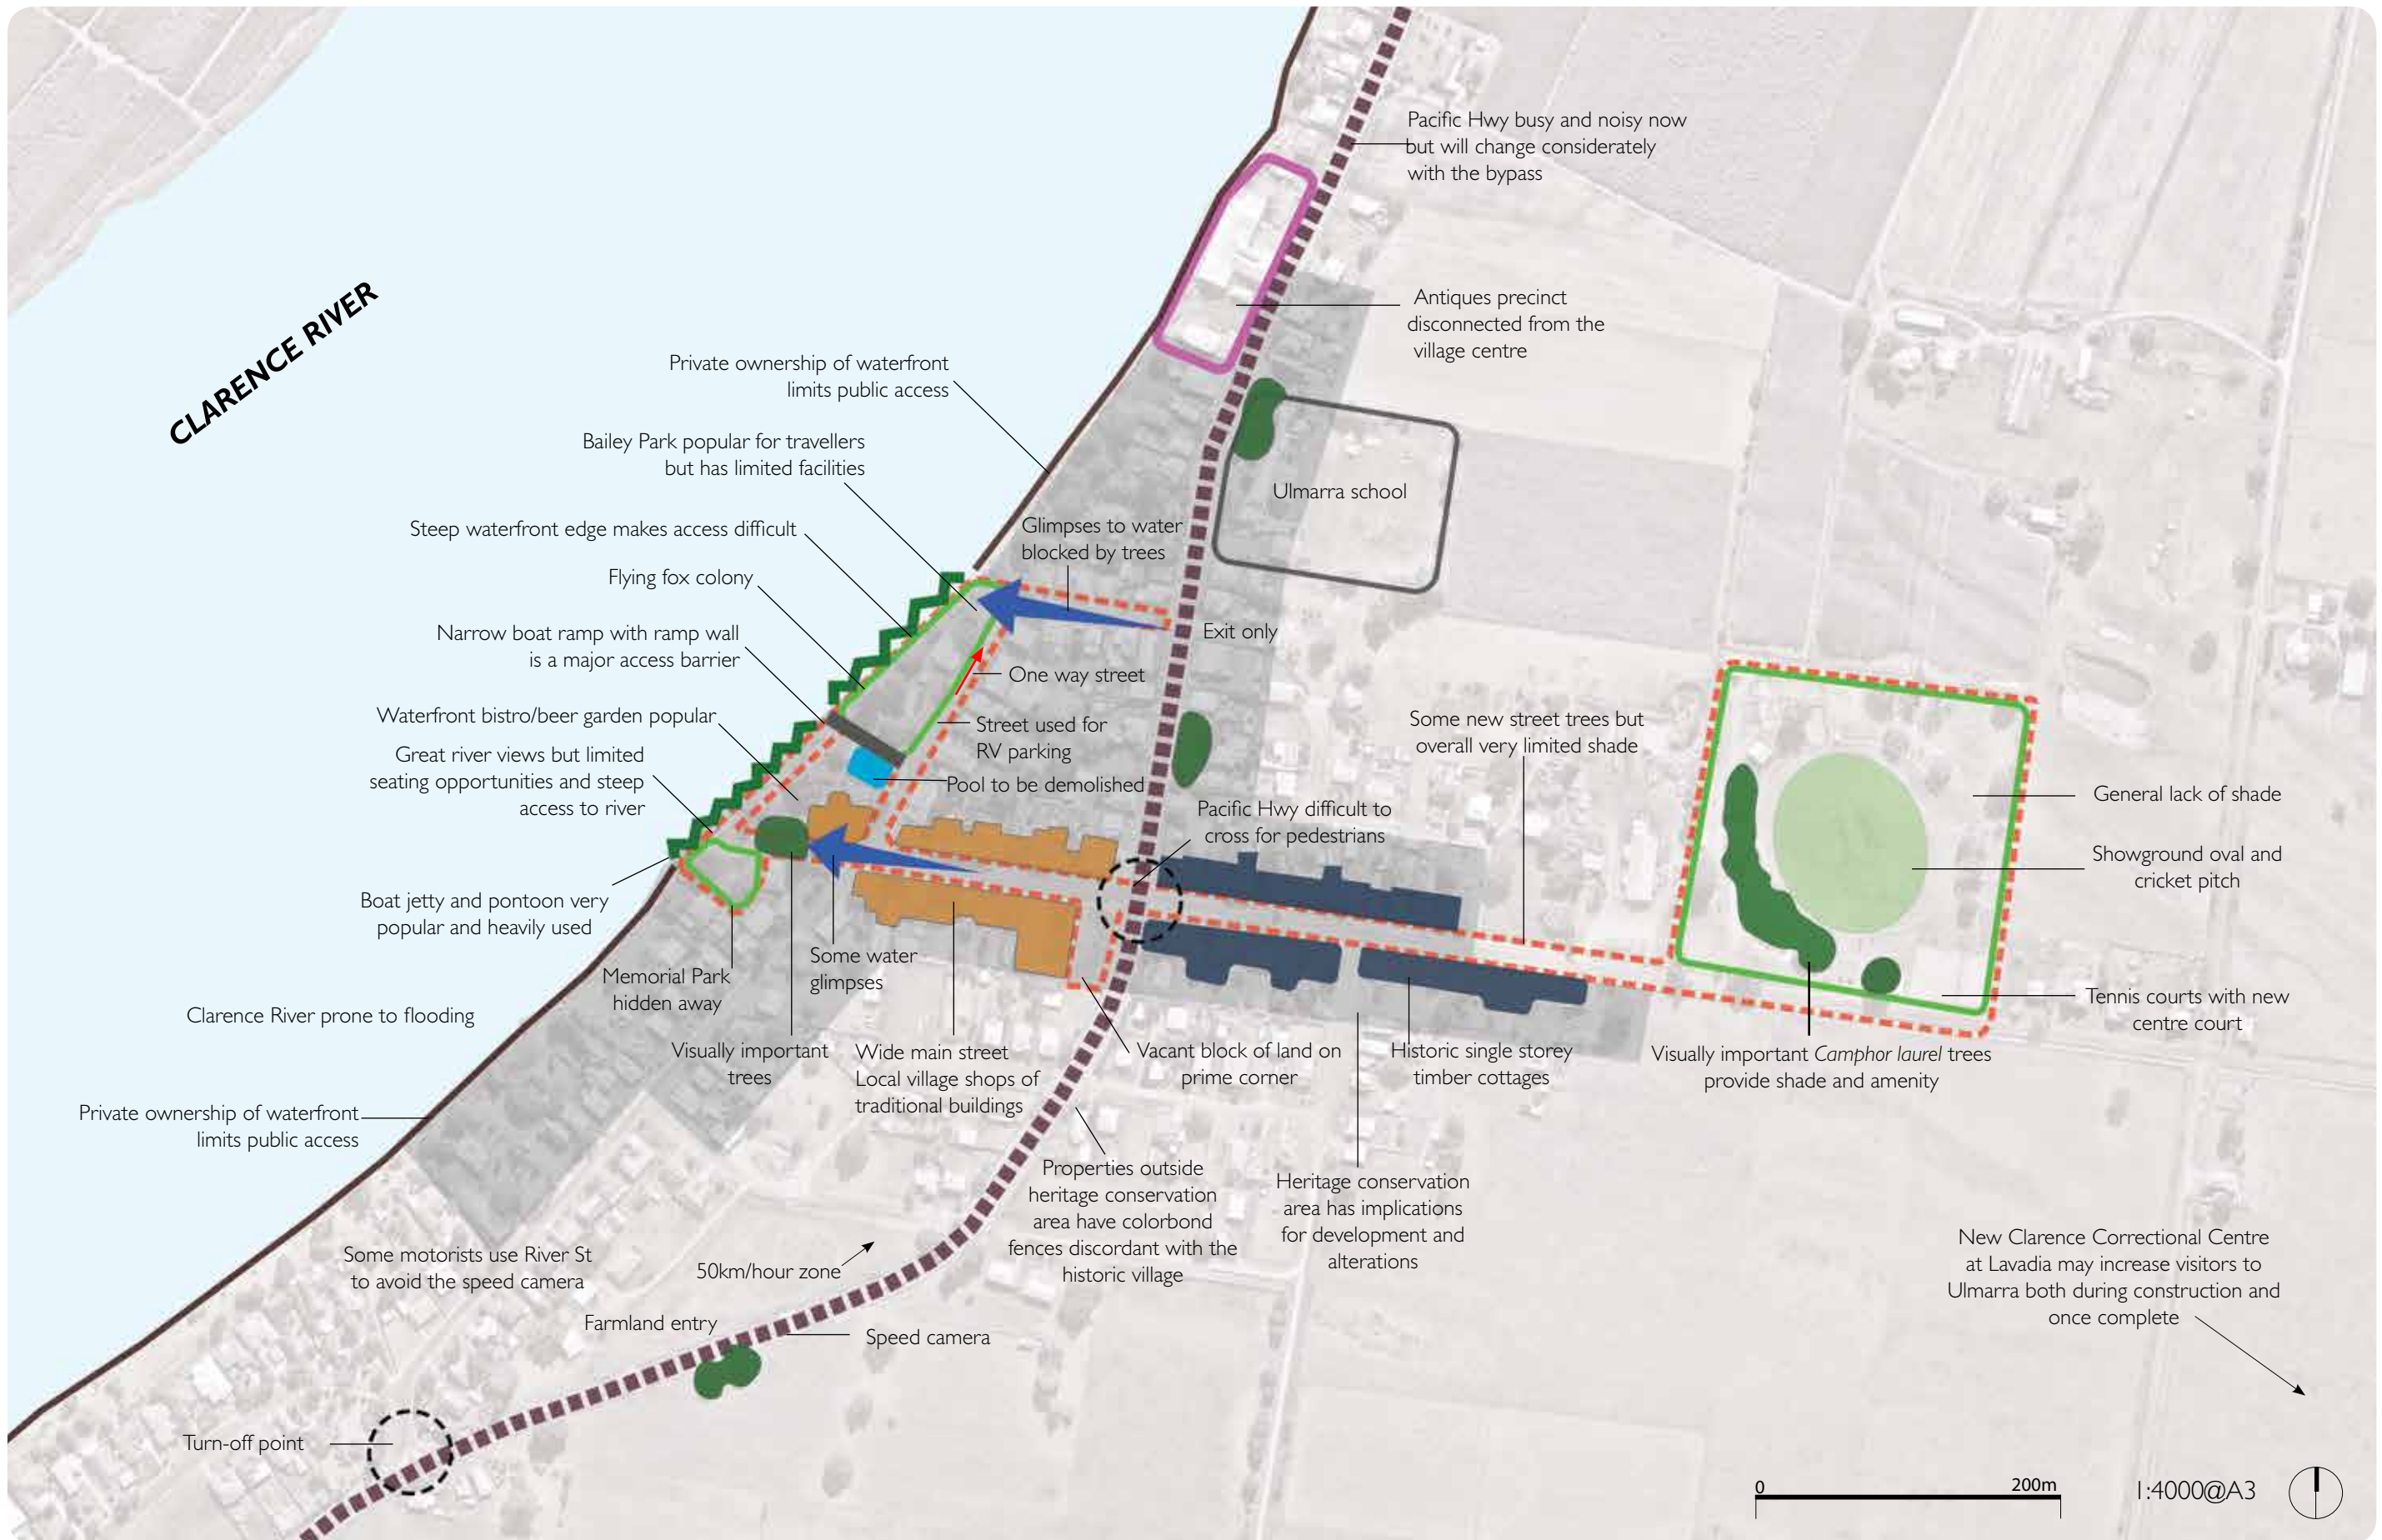 Pacific Hwy busy and noisy now
but will change considerately
with the bypass
CLARENCE RIVER
Antiques precinct
disconnected from the
village centre
Private ownership of waterfront
limits public access
Bailey Park popular for travellers
but has limited facilities
Ulmarra school
Steep waterfront edge makes access difficult
Glimpses to water
blocked by trees
Flying fox colony
Narrow boat ramp with ramp wall
is a major access barrier
Exit only
One way street
Waterfront bistro/beer garden popular
Street used for
RV parking
Some new street trees but
overall very limited shade
Great river views but limited
seating opportunities and steep
access to river
Pool to be demolished
Pacific Hwy difficult to
cross for pedestrians
General lack of shade
Showground oval and
cricket pitch
Boat jetty and pontoon very
popular and heavily used
Some water
glimpses
Memorial Park
hidden away
Tennis courts with new
centre court
Clarence River prone to flooding
Visually important
trees
Wide main street
Local village shops of
traditional buildings
Vacant block of land on
prime corner
Historic single storey
timber cottages
Visually important Camphor laurel trees
provide shade and amenity
Private ownership of waterfront
limits public access
Properties outside
heritage conservation
area have colorbond
fences discordant with the
historic village
Heritage conservation
area has implications
for development and
alterations
Some motorists use River St
to avoid the speed camera
50km/hour zone
New Clarence Correctional Centre
at Lavadia may increase visitors to
Ulmarra both during construction and
once complete
Farmland entry
Speed camera
Turn-off point
0
200m
1:4000@A3